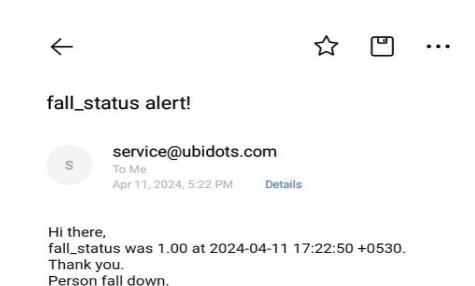 fall_status alert!
S
service@ubidots.com
To Me
Apr 11, 2024, 5:22 PM Details
Hi there,
fall_status was 1.00 at 2024-04-11 17:22:50 +0530.
Thank you.
Person fall down.